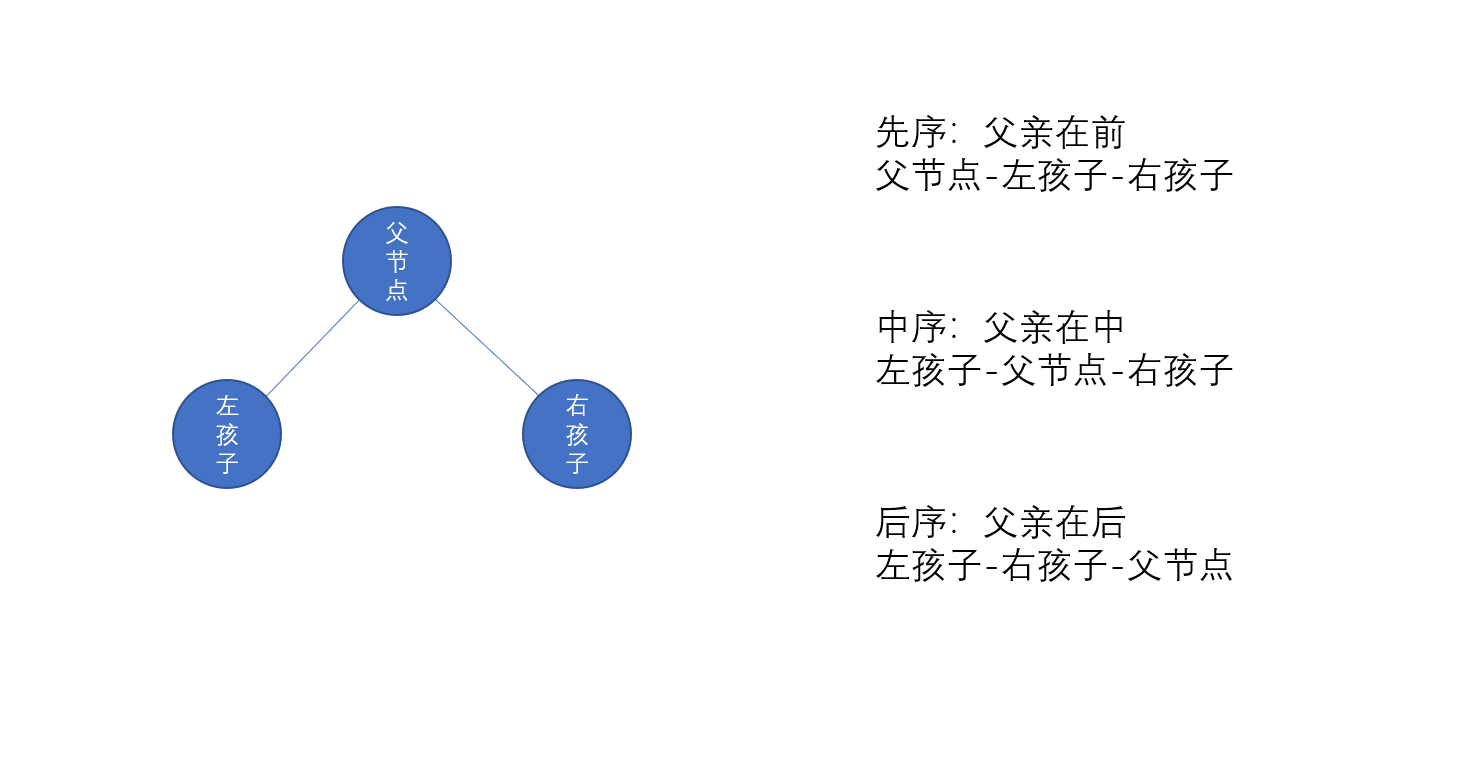 父
节
点
左
孩
子
右
孩
子
先序：父亲在前
父节点-左孩子-右孩子
中序：父亲在中
左孩子-父节点-右孩子
后序：父亲在后
左孩子-右孩子-父节点